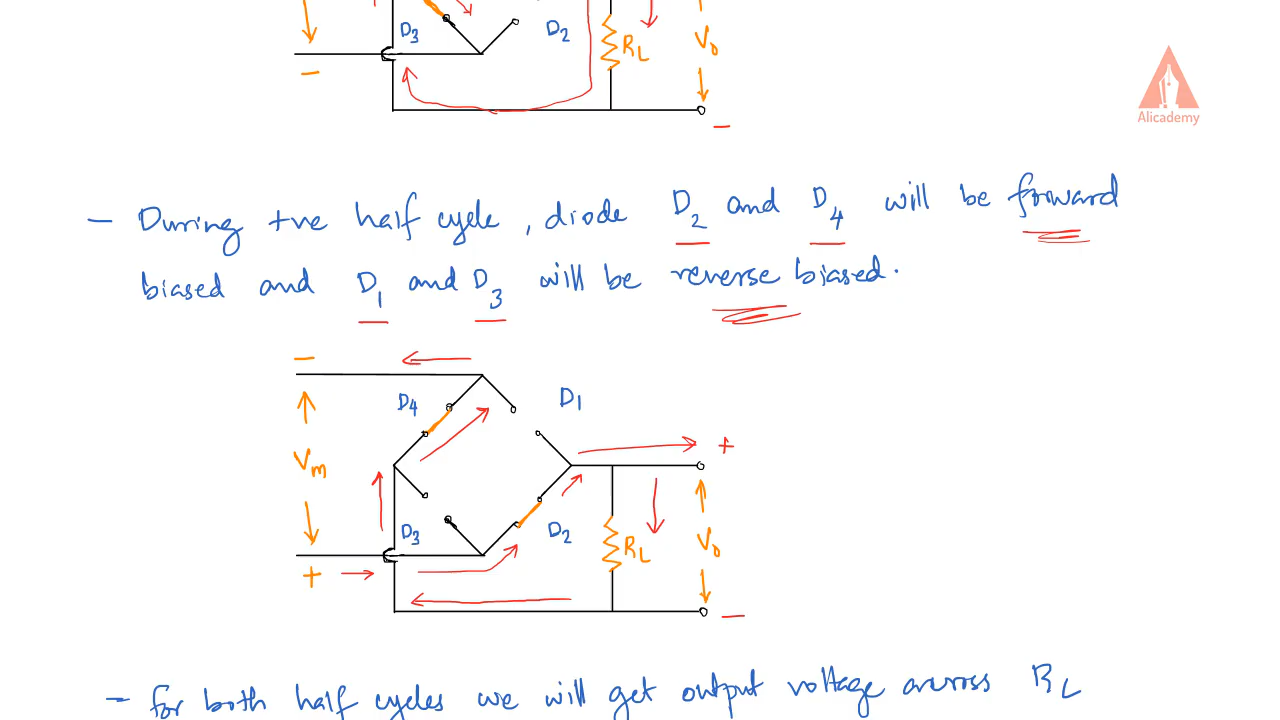 D3 D2 RL Vo
−
Alicademy
−
− During +ve half cycle, diode D2 and D4 will be forward
biased and D1 and D3 will be reverse biased.
−
D4 D1
+
Vm
D3 D2 RL Vo
+
−
− for both half cycles we will get output voltage across RL